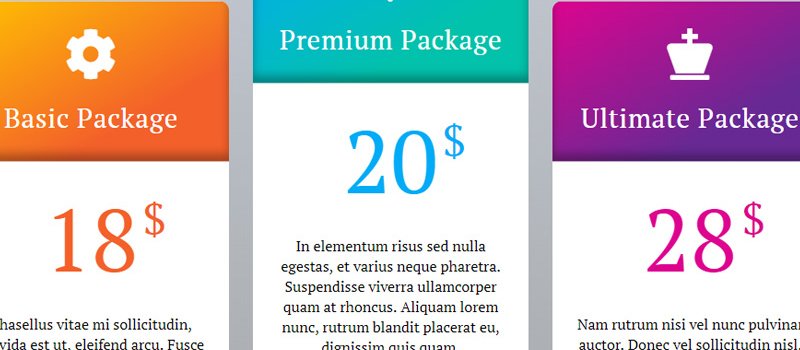 Basic Package
18$
hasellus vitae mi sollicitudin,
vida est ut, eleifend arcu. Fusce
Premium Package
20$
In elementum risus sed nulla
egestas, et varius neque pharetra.
Suspendisse viverra ullamcorper
quam at rhoncus. Aliquam lorem
nunc, rutrum blandit placerat eu,
dignissim quis quam.
Ultimate Package
28$
Nam rutrum nisi vel nunc pulvinar
auctor. Donec vel sollicitudin nisl.